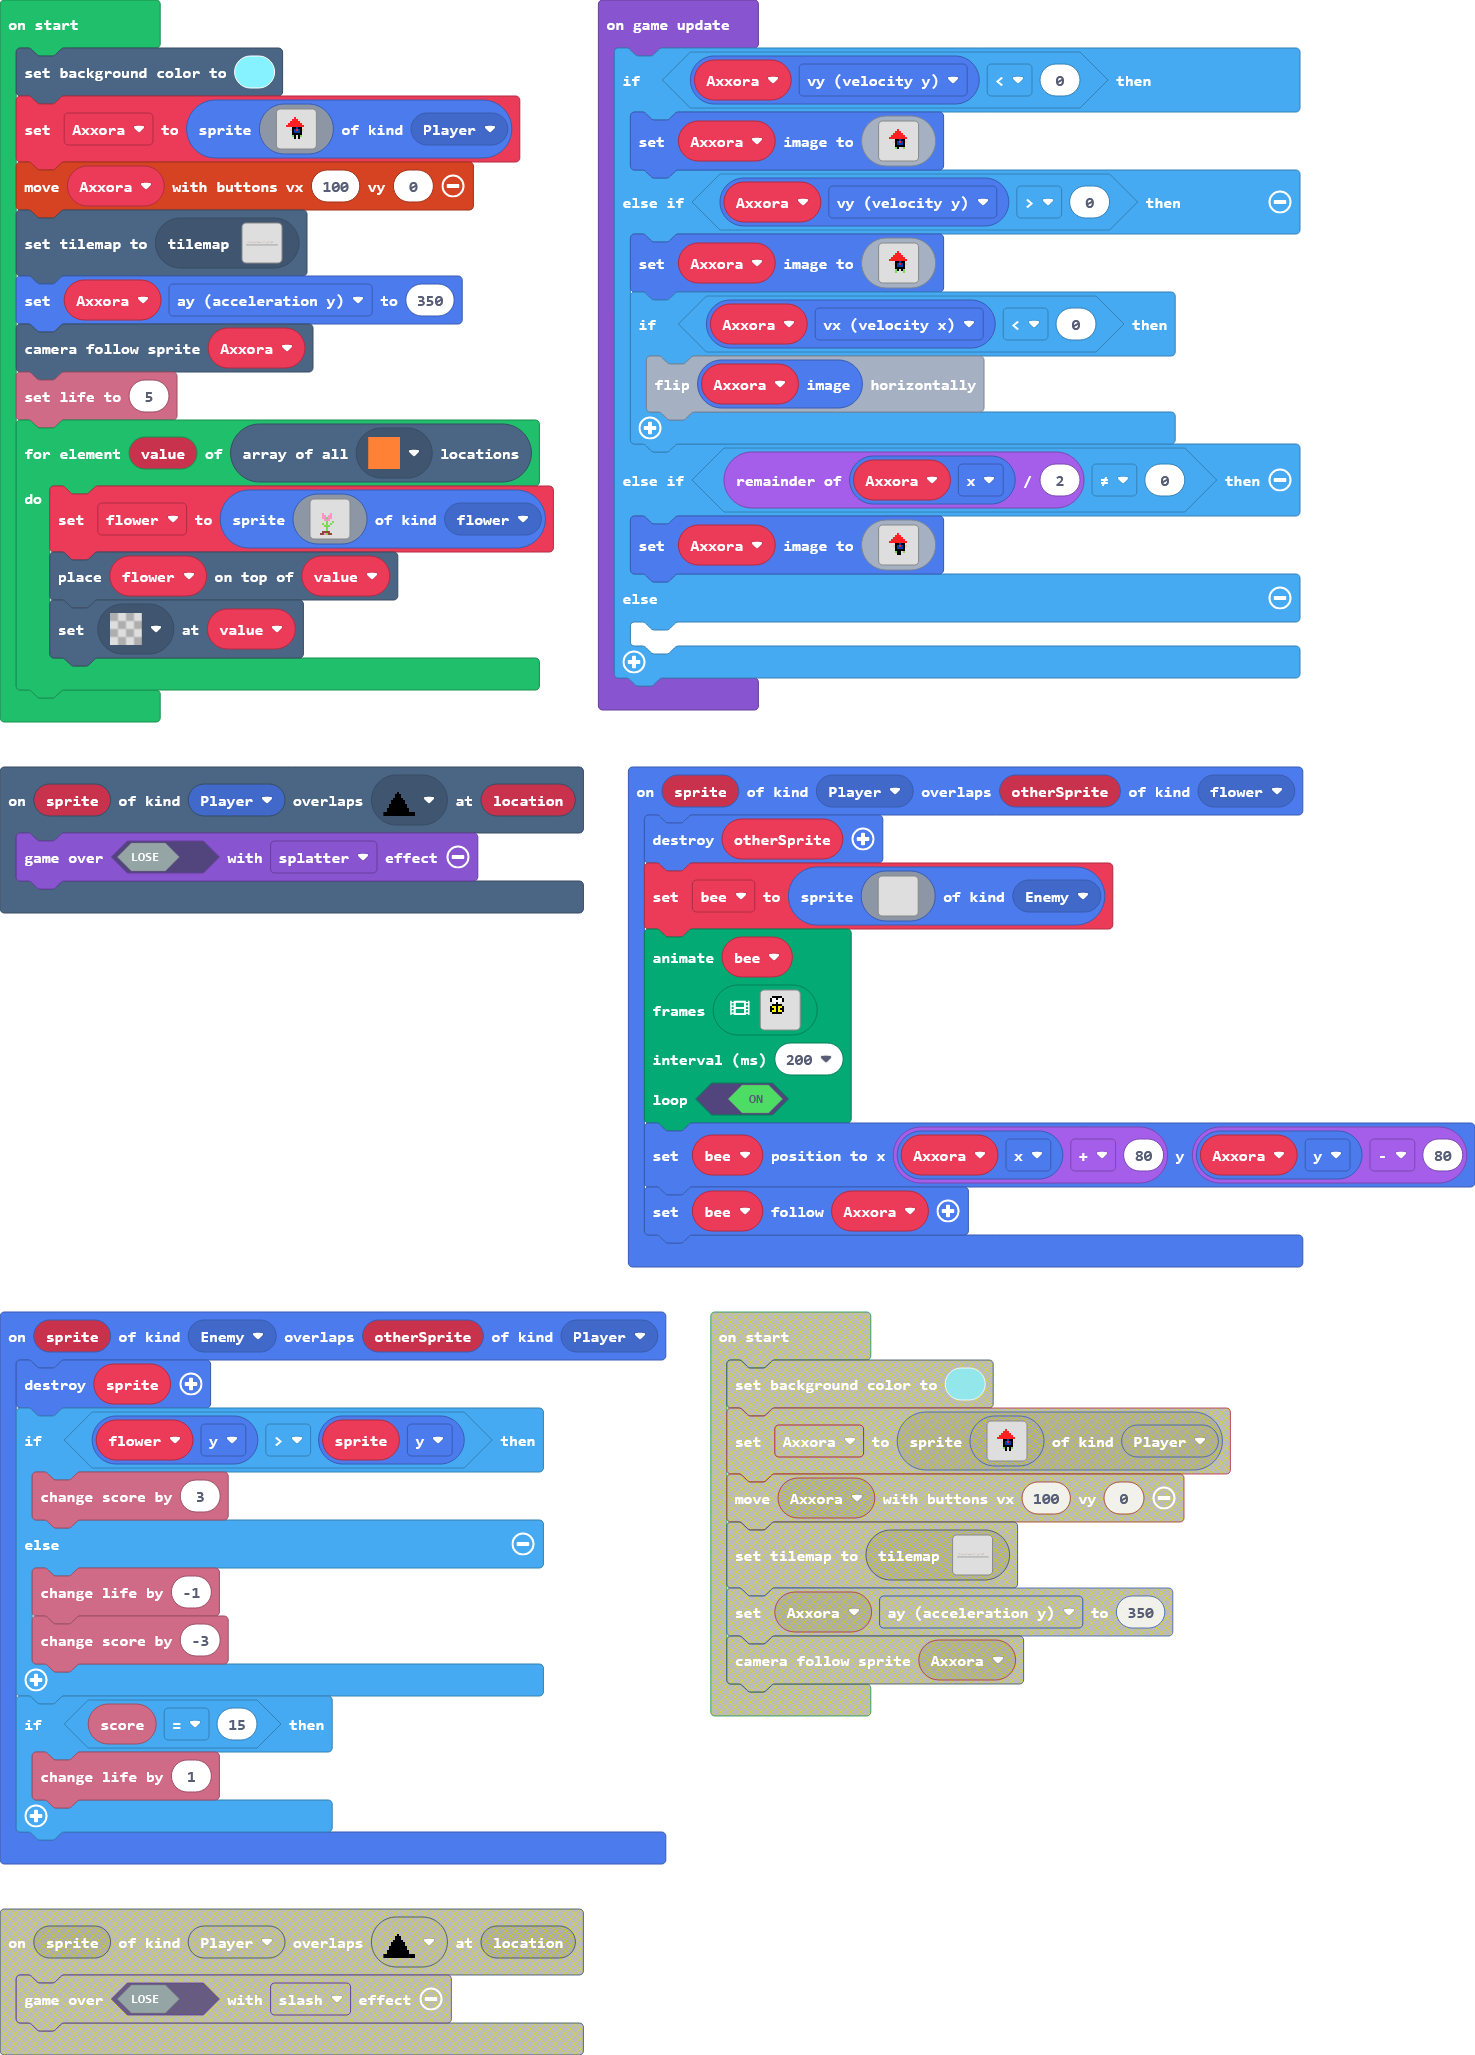 on start
set background color to
set Axxora to sprite of kind Player
move Axxora with buttons vx 100 vy 0
set tilemap to tilemap
set Axxora ay (acceleration y) to 350
camera follow sprite Axxora
set life to 5
for element value of array of all locations
do
set flower to sprite of kind flower
place flower on top of value
set at value
on game update
if Axxora vy (velocity y) < 0 then
set Axxora image to
else if Axxora vy (velocity y) > 0 then
set Axxora image to
if Axxora vx (velocity x) < 0 then
flip Axxora image horizontally
else if remainder of Axxora x / 2 ≠ 0 then
set Axxora image to
else
on sprite of kind Player overlaps at location
game over LOSE with splatter effect
on sprite of kind Player overlaps otherSprite of kind flower
destroy otherSprite
set bee to sprite of kind Enemy
animate bee
frames
interval (ms) 200
loop ON
set bee position to x Axxora x + 80 y Axxora y - 80
set bee follow Axxora
on sprite of kind Enemy overlaps otherSprite of kind Player
destroy sprite
if flower y > sprite y then
change score by 3
else
change life by -1
change score by -3
if score = 15 then
change life by 1
on start
set background color to
set Axxora to sprite of kind Player
move Axxora with buttons vx 100 vy 0
set tilemap to tilemap
set Axxora ay (acceleration y) to 350
camera follow sprite Axxora
on sprite of kind Player overlaps at location
game over LOSE with slash effect